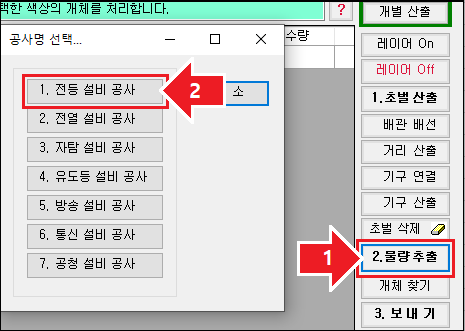 택한 색상의 개체를 처리합니다.
?
개별 산출
공사명 선택...
수량
레이어 On
레이어 Off
1. 전등 설비 공사
2
소
1.초벌 산출
2. 전열 설비 공사
배관 배선
3. 자탐 설비 공사
거리 산출
4. 유도등 설비 공사
기구 연결
5. 방송 설비 공사
기구 산출
6. 통신 설비 공사
초벌 삭제
7. 공청 설비 공사
1
2.물량 추출
개체 찾기
3. 보 내 기